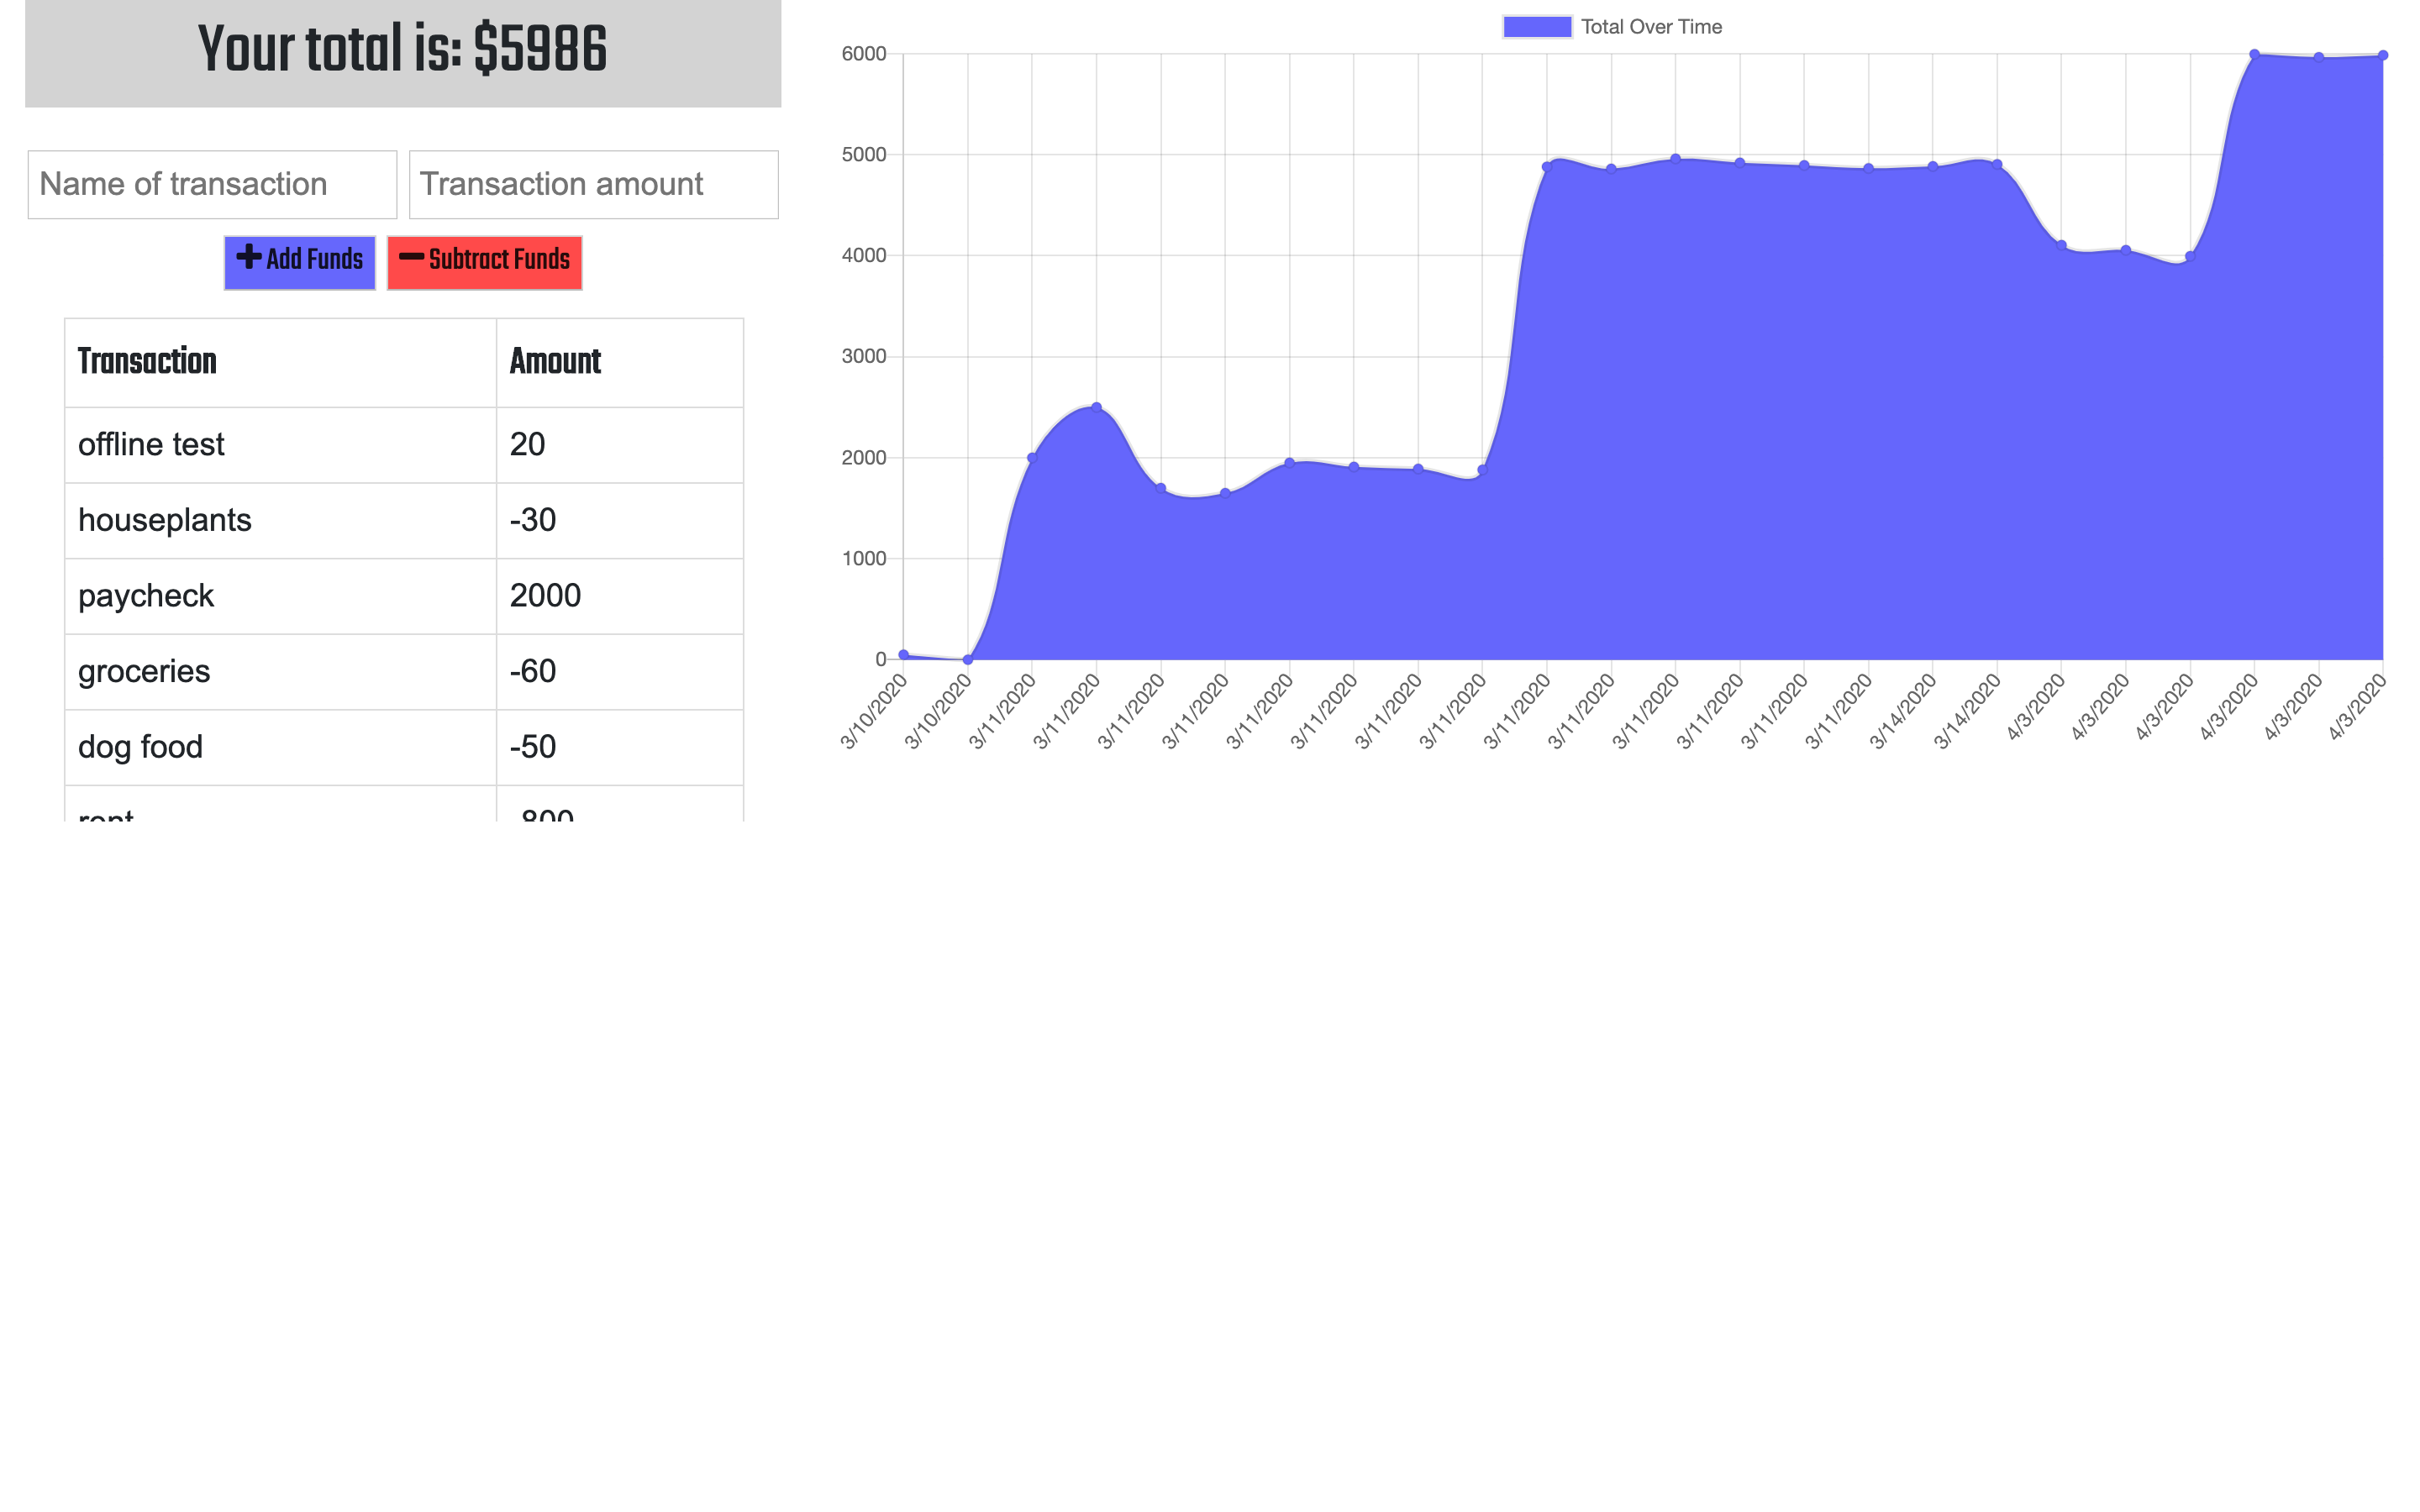 Your total is: $5986
Name of transaction Transaction amount
Add Funds Subtract Funds
Transaction Amount
offline test 20
houseplants -30
paycheck 2000
groceries -60
dog food -50
rent -800
Total Over Time
6000
5000
4000
3000
2000
1000
0
3/10/2020 3/10/2020 3/11/2020 3/11/2020 3/11/2020 3/11/2020 3/11/2020 3/11/2020 3/11/2020 3/11/2020 3/11/2020 3/11/2020 3/11/2020 3/11/2020 3/11/2020 3/11/2020 3/14/2020 3/14/2020 4/3/2020 4/3/2020 4/3/2020 4/3/2020 4/3/2020 4/3/2020